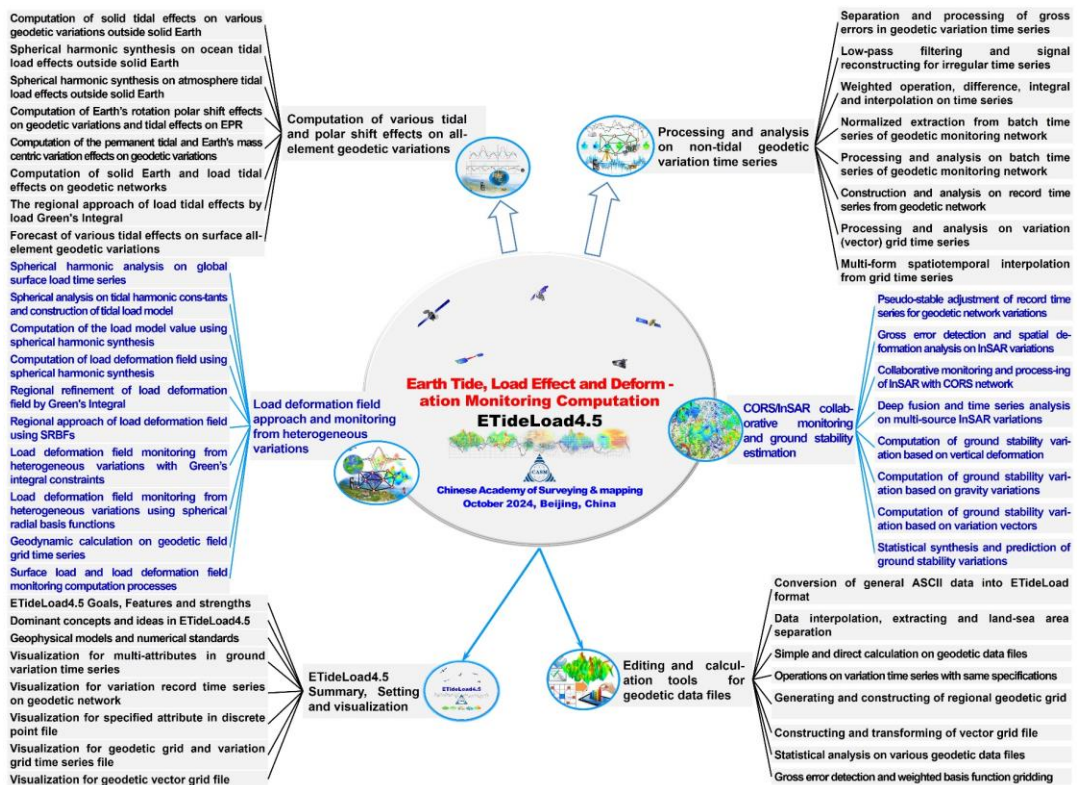 Computation of solid tidal effects on various
geodetic variations outside solid Earth
Spherical harmonic synthesis on ocean tidal
load effects outside solid Earth
Spherical harmonic synthesis on atmosphere tidal
load effects outside solid Earth
Computation of Earth's rotation polar shift effects
on geodetic variations and tidal effects on EPR
Computation of the permanent tidal and Earth's mass
centric variation effects on geodetic variations
Computation of solid Earth and load tidal
effects on geodetic networks
The regional approach of load tidal effects by
load Green's Integral
Forecast of various tidal effects on surface all-
element geodetic variations
Computation of various tidal
and polar shift effects on all-
element geodetic variations
Separation and processing of gross
errors in geodetic variation time series
Low-pass filtering and signal
reconstructing for irregular time series
Weighted operation, difference, integral
and interpolation on time series
Normalized extraction from batch time
series of geodetic monitoring network
Processing and analysis on batch time
series of geodetic monitoring network
Construction and analysis on record time
series from geodetic network
Processing and analysis on variation
(vector) grid time series
Multi-form spatiotemporal interpolation
from grid time series
Processing and analysis
on non-tidal geodetic
variation time series
Spherical harmonic analysis on global
surface load time series
Spherical analysis on tidal harmonic cons-tants
and construction of tidal load model
Computation of the load model value using
spherical harmonic synthesis
Computation of load deformation field using
spherical harmonic synthesis
Regional refinement of load deformation
field by Green's Integral
Regional approach of load deformation field
using SRBFs
Load deformation field monitoring from
heterogeneous variations with Green's
integral constraints
Load deformation field monitoring from
heterogeneous variations using spherical
radial basis functions
Geodynamic calculation on geodetic field
grid time series
Surface load and load deformation field
monitoring computation processes
Load deformation field
approach and monitoring
from heterogeneous
variations
Earth Tide, Load Effect and Deform -
ation Monitoring Computation
ETideLoad4.5
CASM
Chinese Academy of Surveying & mapping
October 2024, Beijing, China
CORS/InSAR collab-
orative monitoring
and ground stability
estimation
Pseudo-stable adjustment of record time
series for geodetic network variations
Gross error detection and spatial de-
formation analysis on InSAR variations
Collaborative monitoring and process-ing
of InSAR with CORS network
Deep fusion and time series analysis
on multi-source InSAR variations
Computation of ground stability vari-
ation based on vertical deformation
Computation of ground stability vari-
ation based on gravity variations
Computation of ground stability vari-
ation based on variation vectors
Statistical synthesis and prediction of
ground stability variations
ETideLoad4.5 Goals, Features and strengths
Dominant concepts and ideas in ETideLoad4.5
Geophysical models and numerical standards
Visualization for multi-attributes in ground
variation time series
Visualization for variation record time series
on geodetic network
Visualization for specified attribute in discrete
point file
Visualization for geodetic grid and variation
grid time series file
Visualization for geodetic vector grid file
ETideLoad4.5
Summary, Setting
and visualization
ETideLoad4.5
Editing and calcul-
ation tools for
geodetic data files
Conversion of general ASCII data into ETideLoad
format
Data interpolation, extracting and land-sea area
separation
Simple and direct calculation on geodetic data files
Operations on variation time series with same specifications
Generating and constructing of regional geodetic grid
Constructing and transforming of vector grid file
Statistical analysis on various geodetic data files
Gross error detection and weighted basis function gridding